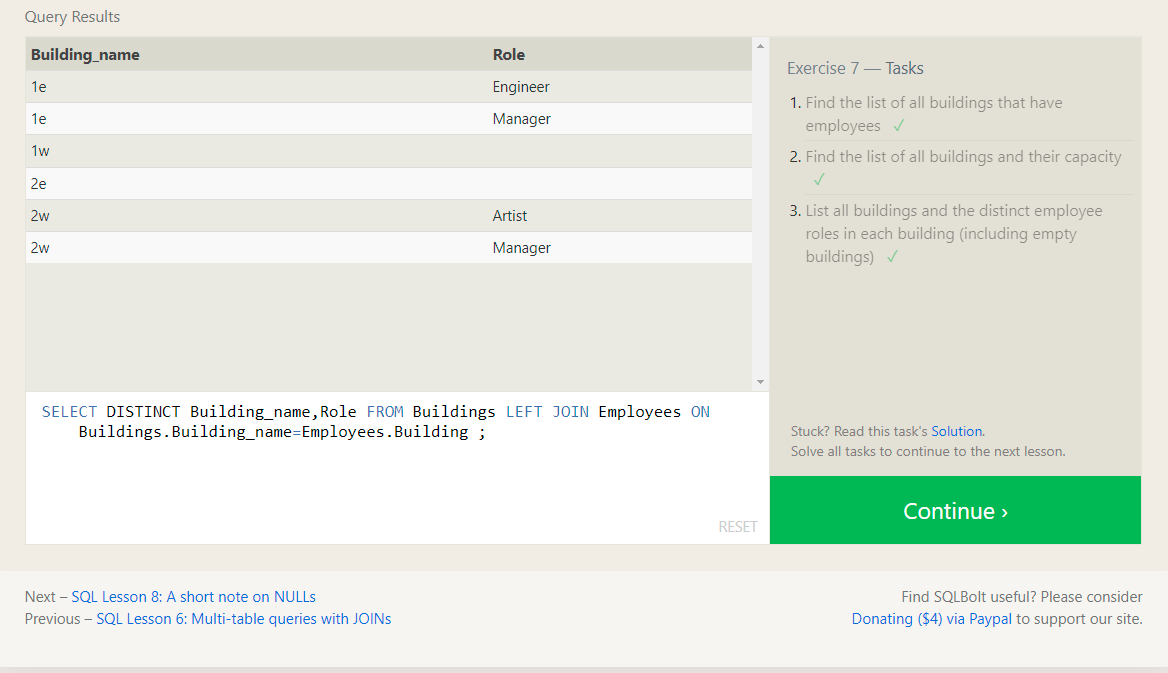 Query Results
Building_name Role
1e Engineer
1e Manager
1w
2e
2w Artist
2w Manager
SELECT DISTINCT Building_name,Role FROM Buildings LEFT JOIN Employees ON
Buildings.Building_name=Employees.Building ;
RESET
Exercise 7 — Tasks
1. Find the list of all buildings that have
employees ✓
2. Find the list of all buildings and their capacity
✓
3. List all buildings and the distinct employee
roles in each building (including empty
buildings) ✓
Stuck? Read this task's Solution.
Solve all tasks to continue to the next lesson.
Continue ›
Next – SQL Lesson 8: A short note on NULLs
Previous – SQL Lesson 6: Multi-table queries with JOINs
Find SQLBolt useful? Please consider
Donating ($4) via Paypal to support our site.